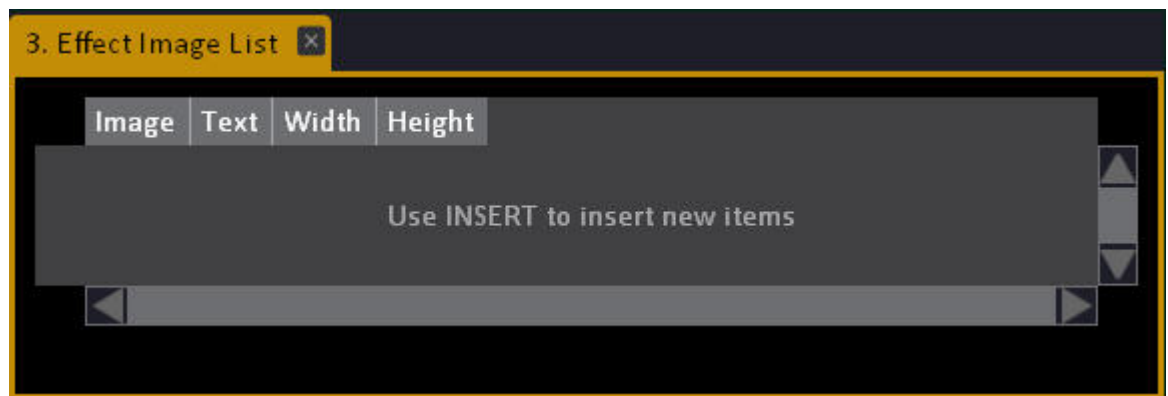 3. Effect Image List
Image Text Width Height
Use INSERT to insert new items